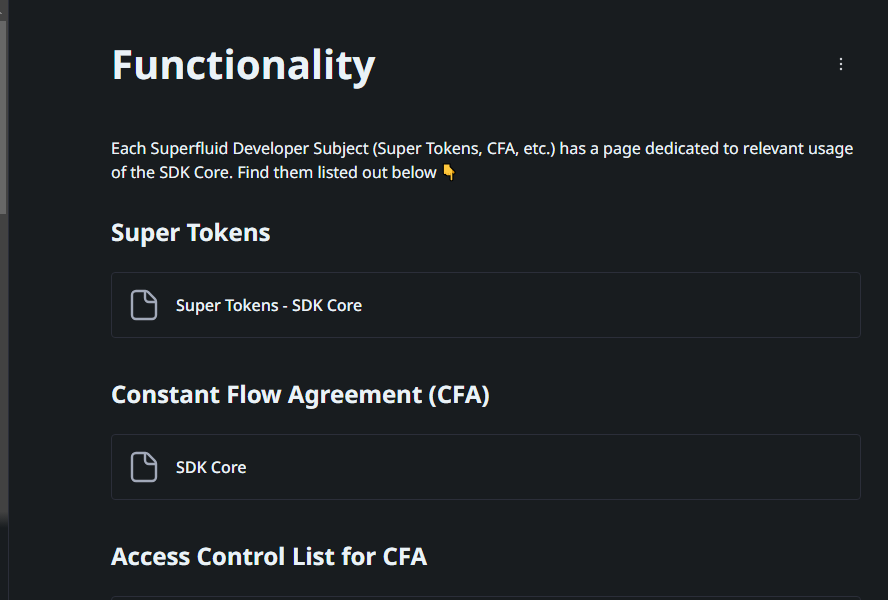 Functionality
Each Superfluid Developer Subject (Super Tokens, CFA, etc.) has a page dedicated to relevant usage
of the SDK Core. Find them listed out below 👇
Super Tokens
Super Tokens - SDK Core
Constant Flow Agreement (CFA)
SDK Core
Access Control List for CFA